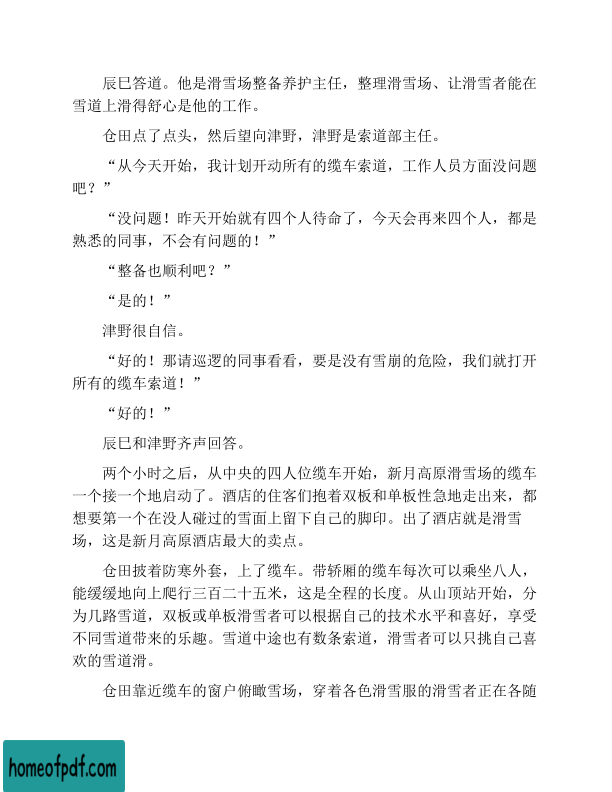 辰巳答道。他是滑雪场整备养护主任，整理滑雪场、让滑雪者能在
雪道上滑得舒心是他的工作。
仓田点了点头，然后望向津野，津野是索道部主任。
“从今天开始，我计划开动所有的缆车索道，工作人员方面没问题
吧？”
“没问题！昨天开始就有四个人待命了，今天会再来四个人，都是
熟悉的同事，不会有问题的！”
“整备也顺利吧？”
“是的！”
津野很自信。
“好的！那请巡逻的同事看看，要是没有雪崩的危险，我们就打开
所有的缆车索道！”
“好的！”
辰巳和津野齐声回答。
两个小时之后，从中央的四人位缆车开始，新月高原滑雪场的缆车
一个接一个地启动了。酒店的住客们抱着双板和单板性急地走出来，都
想要第一个在没人碰过的雪面上留下自己的脚印。出了酒店就是滑雪
场，这是新月高原酒店最大的卖点。
仓田披着防寒外套，上了缆车。带轿厢的缆车每次可以乘坐八人，
能缓缓地向上爬行三百二十五米，这是全程的长度。从山顶站开始，分
为几路雪道，双板或单板滑雪者可以根据自己的技术水平和喜好，享受
不同雪道带来的乐趣。雪道中途也有数条索道，滑雪者可以只挑自己喜
欢的雪道滑。
仓田靠近缆车的窗户俯瞰雪场，穿着各色滑雪服的滑雪者正在各随
homeofpdf.com